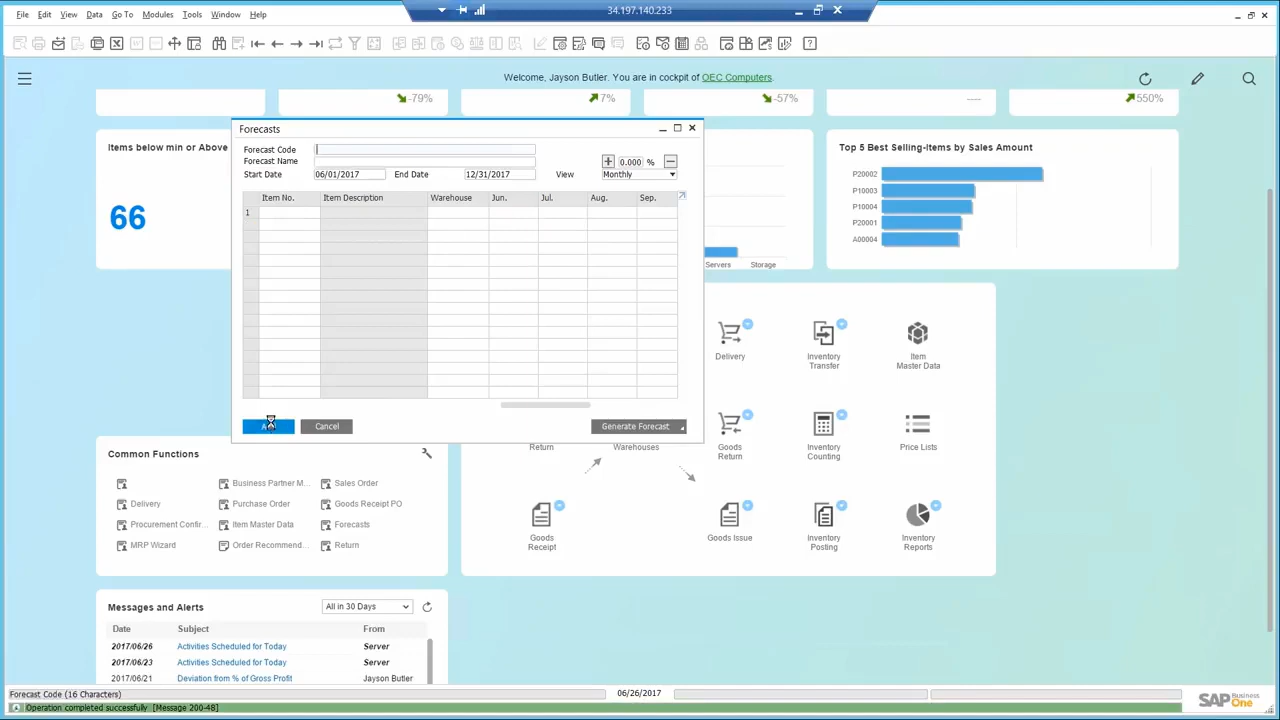 34.197.140.233
File Edit View Data Go To Modules Tools Window Help
Welcome, Jayson Butler. You are in cockpit of OEC Computers.
-79% 7% -57% ---- 550%
Items below min or Above
66
Forecasts
Forecast Code
Forecast Name
0.000 %
Start Date 06/01/2017 End Date 12/31/2017 View Monthly
Item No. Item Description Warehouse Jun. Jul. Aug. Sep.
1
Cancel Generate Forecast
Servers Storage
Top 5 Best Selling-Items by Sales Amount
P20002
P10003
P10004
P20001
A00004
Delivery Inventory Transfer Item Master Data
Return Warehouses Goods Return Inventory Counting Price Lists
Goods Receipt Goods Issue Inventory Posting Inventory Reports
Common Functions
Business Partner M... Sales Order
Delivery Purchase Order Goods Receipt PO
Procurement Confir... Item Master Data Forecasts
MRP Wizard Order Recommend... Return
Messages and Alerts All in 30 Days
Date Subject From
2017/06/26 Activities Scheduled for Today Server
2017/06/23 Activities Scheduled for Today Server
2017/06/21 Deviation from % of Gross Profit Jayson Butler
Forecast Code (16 Characters) 06/26/2017
Operation completed successfully [Message 200-48]
SAP Business One